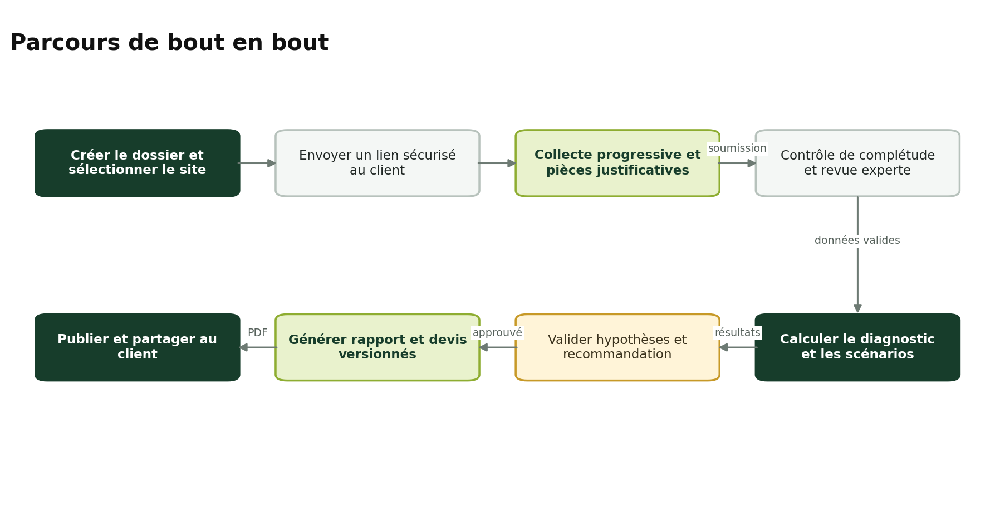 Parcours de bout en bout
Créer le dossier et
sélectionner le site
Envoyer un lien sécurisé
au client
Collecte progressive et
pièces justificatives
soumission
Contrôle de complétude
et revue experte
données valides
Calculer le diagnostic
et les scénarios
résultats
Valider hypothèses et
recommandation
approuvé
Générer rapport et devis
versionnés
PDF
Publier et partager au
client